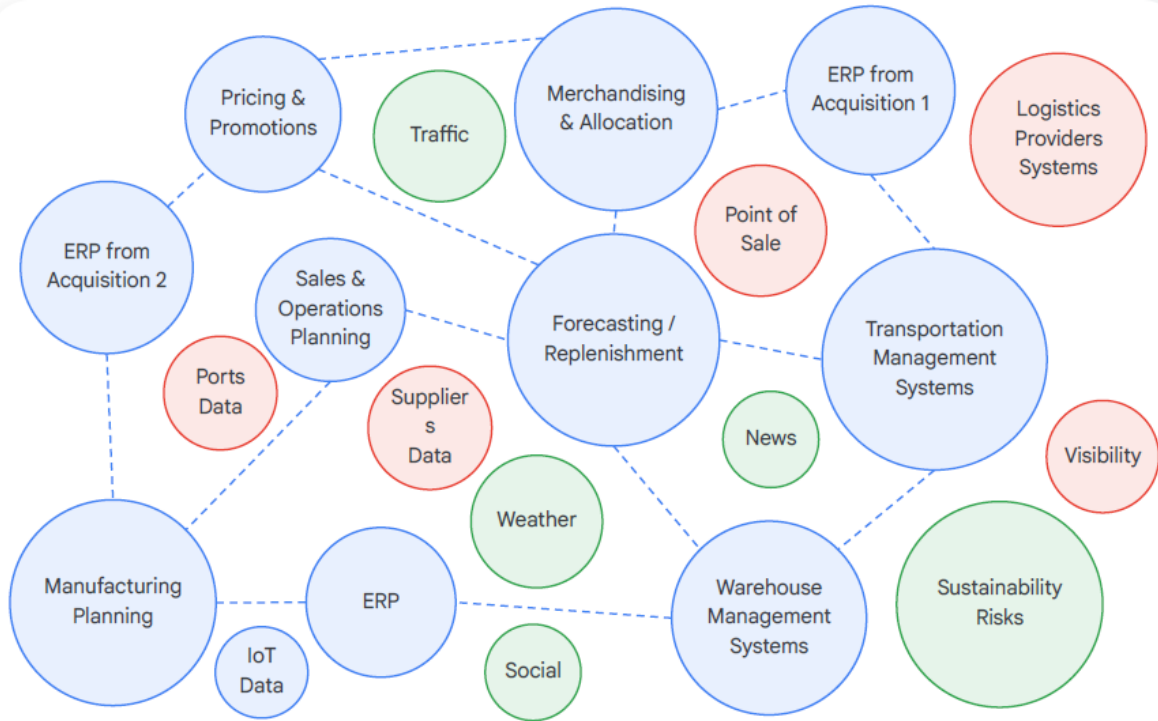 Pricing &
Promotions
Traffic
Merchandising
& Allocation
ERP from
Acquisition 1
Logistics
Providers
Systems
ERP from
Acquisition 2
Sales &
Operations
Planning
Point of
Sale
Forecasting /
Replenishment
Transportation
Management
Systems
Ports
Data
Supplier
s
Data
News
Visibility
Weather
Manufacturing
Planning
ERP
Warehouse
Management
Systems
Sustainability
Risks
IoT
Data
Social